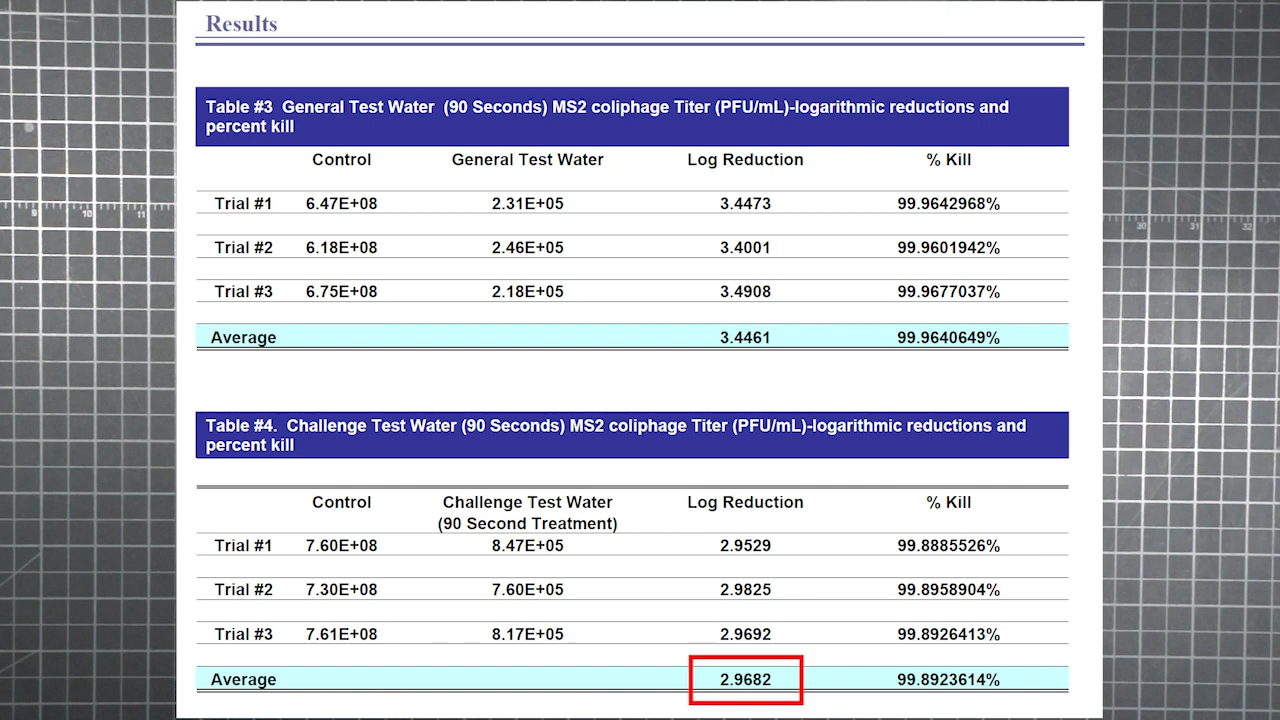 Results
Table #3 General Test Water (90 Seconds) MS2 coliphage Titer (PFU/mL)-logarithmic reductions and
percent kill
Control General Test Water Log Reduction % Kill
Trial #1 6.47E+08 2.31E+05 3.4473 99.9642968%
Trial #2 6.18E+08 2.46E+05 3.4001 99.9601942%
Trial #3 6.75E+08 2.18E+05 3.4908 99.9677037%
Average 3.4461 99.9640649%
9 10 11
30 31 32
Table #4. Challenge Test Water (90 Seconds) MS2 coliphage Titer (PFU/mL)-logarithmic reductions and
percent kill
Control Challenge Test Water Log Reduction % Kill
(90 Second Treatment)
Trial #1 7.60E+08 8.47E+05 2.9529 99.8885526%
Trial #2 7.30E+08 7.60E+05 2.9825 99.8958904%
Trial #3 7.61E+08 8.17E+05 2.9692 99.8926413%
Average 2.9682 99.8923614%